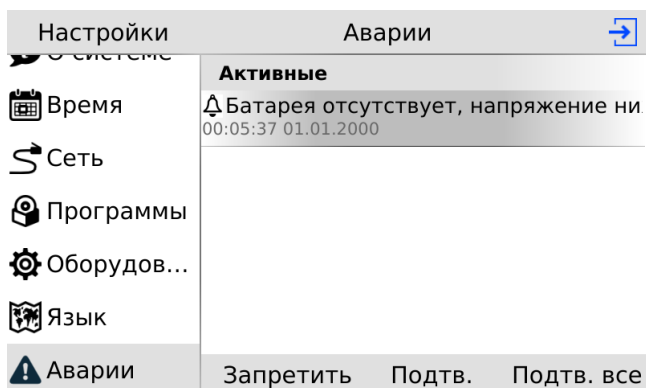 Настройки
Аварии
О системе
Время
Сеть
Программы
Оборудов...
Язык
Аварии
Активные
Батарея отсутствует, напряжение ни
00:05:37 01.01.2000
Запретить
Подтв.
Подтв. все